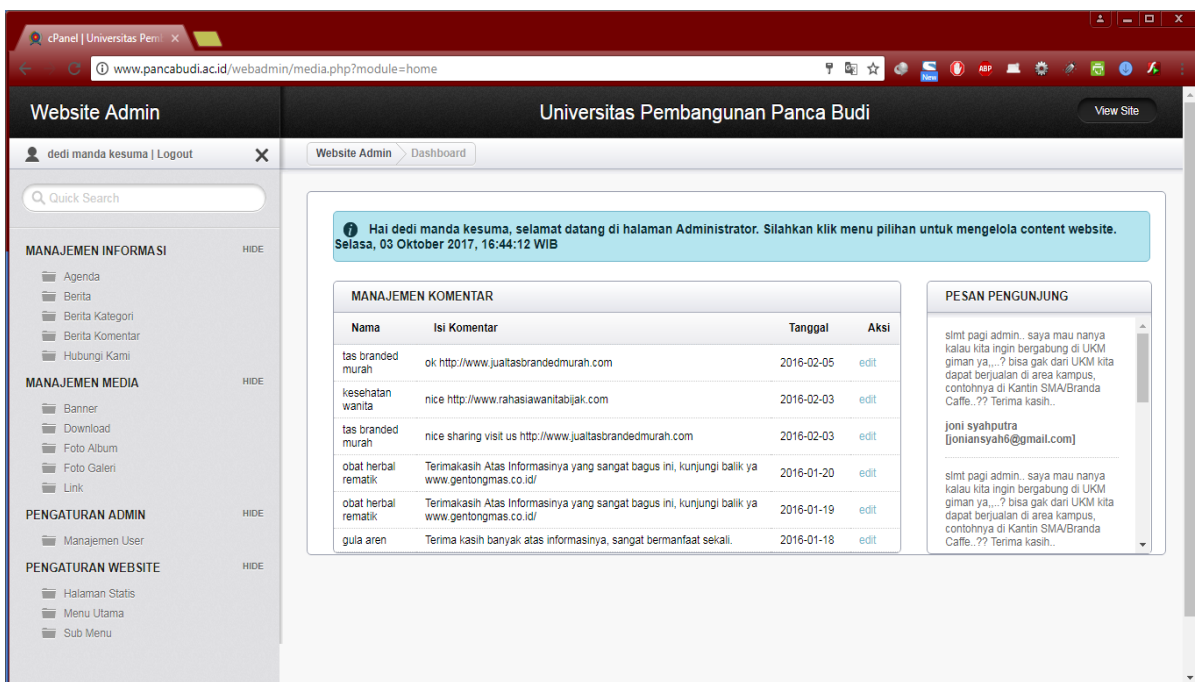 cPanel | Universitas Pem
www.pancabudi.ac.id/webadmin/media.php?module=home
New
ABP
Website Admin
Universitas Pembangunan Panca Budi
View Site
dedi manda kesuma | Logout
Website Admin
Dashboard
Quick Search
MANAJEMEN INFORMASI
HIDE
Agenda
Berita
Berita Kategori
Berita Komentar
Hubungi Kami
MANAJEMEN MEDIA
HIDE
Banner
Download
Foto Album
Foto Galeri
Link
PENGATURAN ADMIN
HIDE
Manajemen User
PENGATURAN WEBSITE
HIDE
Halaman Statis
Menu Utama
Sub Menu
Hai dedi manda kesuma, selamat datang di halaman Administrator. Silahkan klik menu pilihan untuk mengelola content website.
Selasa, 03 Oktober 2017, 16:44:12 WIB
MANAJEMEN KOMENTAR
Nama Isi Komentar Tanggal Aksi
tas branded
murah
ok http://www.jualtasbrandedmurah.com
2016-02-05
edit
kesehatan
wanita
nice http://www.rahasiawanitabijak.com
2016-02-03
edit
tas branded
murah
nice sharing visit us http://www.jualtasbrandedmurah.com
2016-02-03
edit
obat herbal
rematik
Terimakasih Atas Informasinya yang sangat bagus ini, kunjungi balik ya
www.gentongmas.co.id/
2016-01-20
edit
obat herbal
rematik
Terimakasih Atas Informasinya yang sangat bagus ini, kunjungi balik ya
www.gentongmas.co.id/
2016-01-19
edit
gula aren
Terima kasih banyak atas informasinya, sangat bermanfaat sekali.
2016-01-18
edit
PESAN PENGUNJUNG
slmt pagi admin.. saya mau nanya
kalau kita ingin bergabung di UKM
giman ya,,..? bisa gak dari UKM kita
dapat berjualan di area kampus,
contohnya di Kantin SMA/Branda
Caffe..?? Terima kasih..
joni syahputra
[joniansyah6@gmail.com]
slmt pagi admin.. saya mau nanya
kalau kita ingin bergabung di UKM
giman ya,,..? bisa gak dari UKM kita
dapat berjualan di area kampus,
contohnya di Kantin SMA/Branda
Caffe..?? Terima kasih..